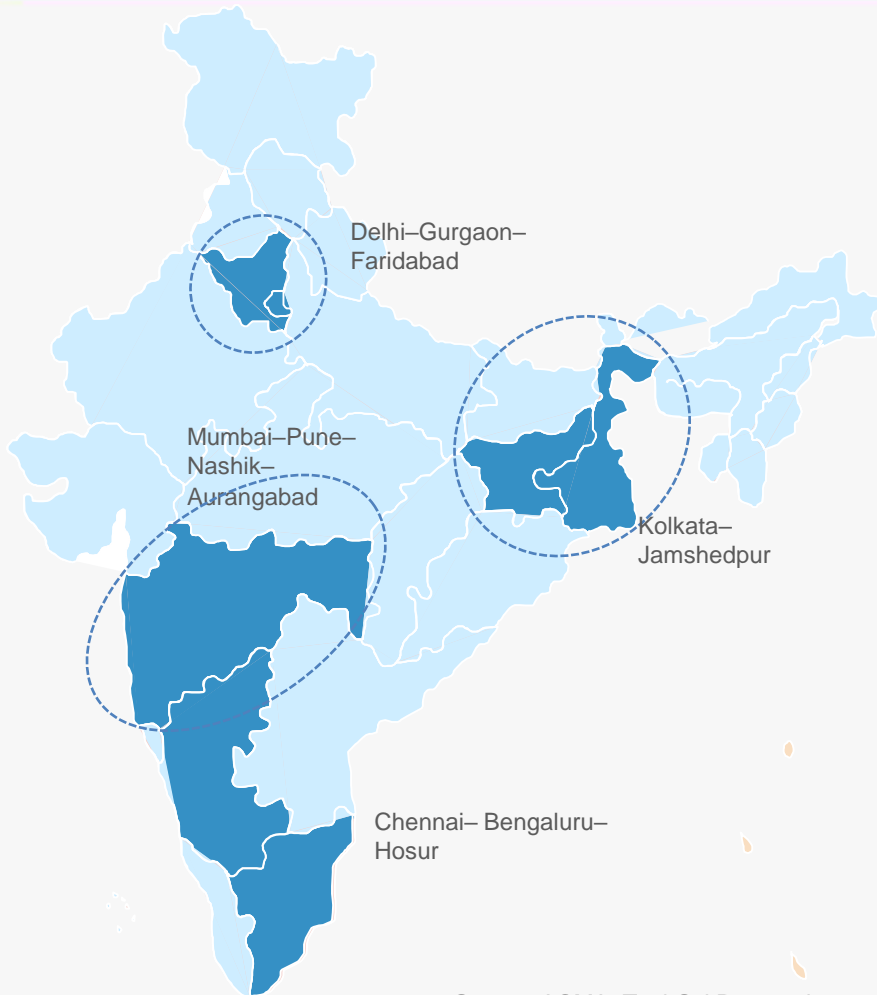 Delhi–Gurgaon–
Faridabad
Mumbai–Pune–
Nashik–
Aurangabad
Kolkata–
Jamshedpur
Chennai– Bengaluru–
Hosur